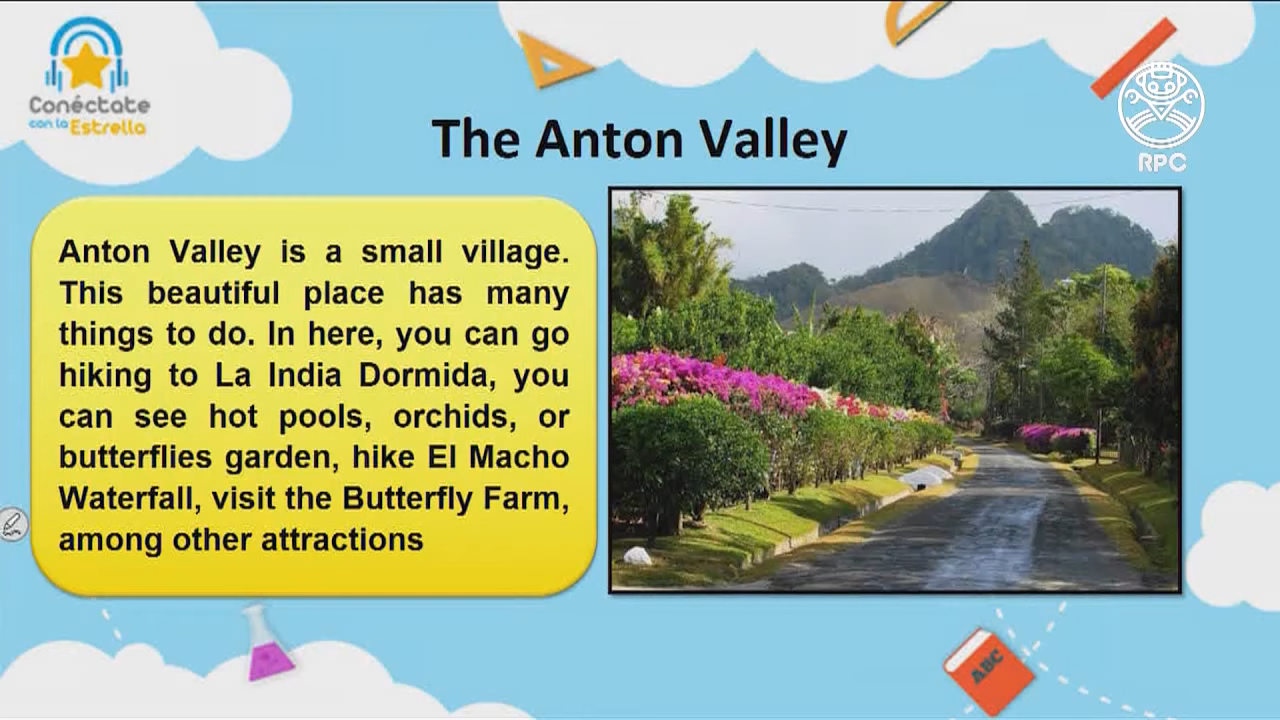 Conéctate
con la Estrella
RPC
The Anton Valley
Anton Valley is a small village.
This beautiful place has many
things to do. In here, you can go
hiking to La India Dormida, you
can see hot pools, orchids, or
butterflies garden, hike El Macho
Waterfall, visit the Butterfly Farm,
among other attractions
ABC